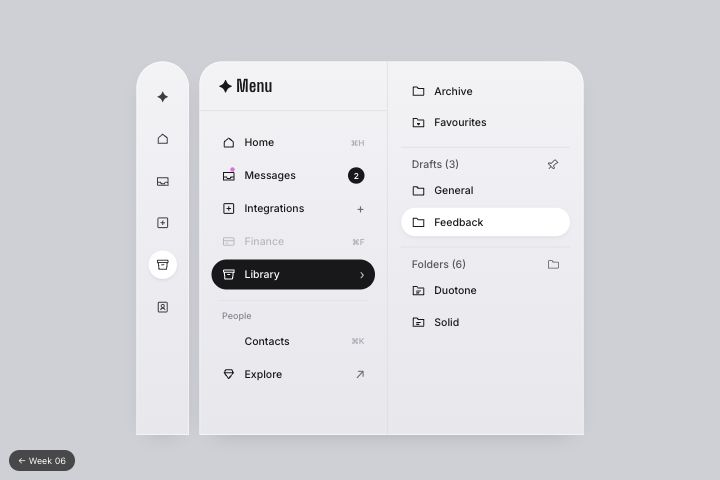 Menu
Home ⌘H
Messages 2
Integrations +
Finance ⌘F
Library
People
Contacts ⌘K
Explore
Archive
Favourites
Drafts (3)
General
Feedback
Folders (6)
Duotone
Solid
← Week 06